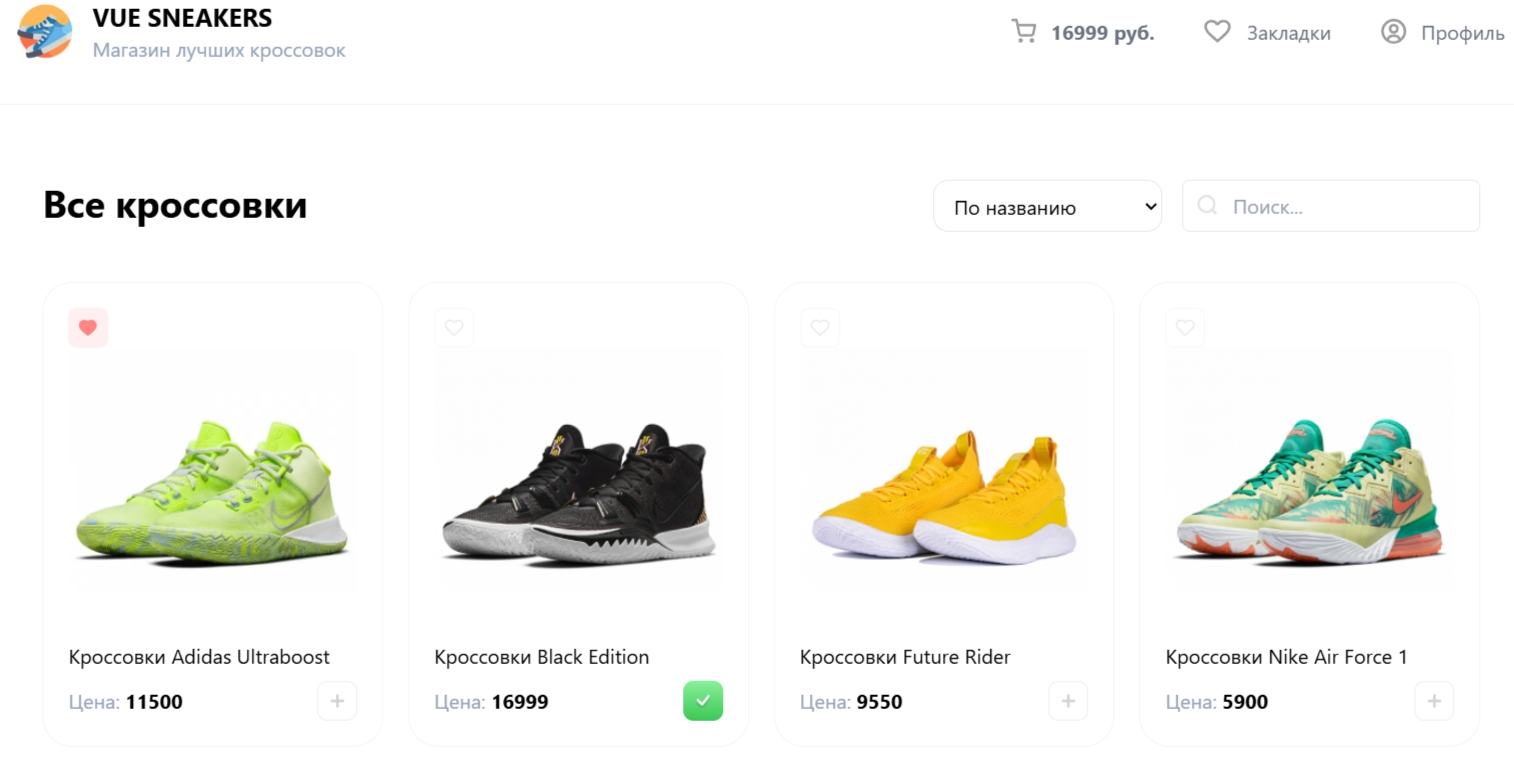 VUE SNEAKERS
Магазин лучших кроссовок
16999 руб.
Закладки
Профиль
Все кроссовки
По названию
Поиск...
Кроссовки Adidas Ultraboost
Цена: 11500
Кроссовки Black Edition
Цена: 16999
Кроссовки Future Rider
Цена: 9550
Кроссовки Nike Air Force 1
Цена: 5900